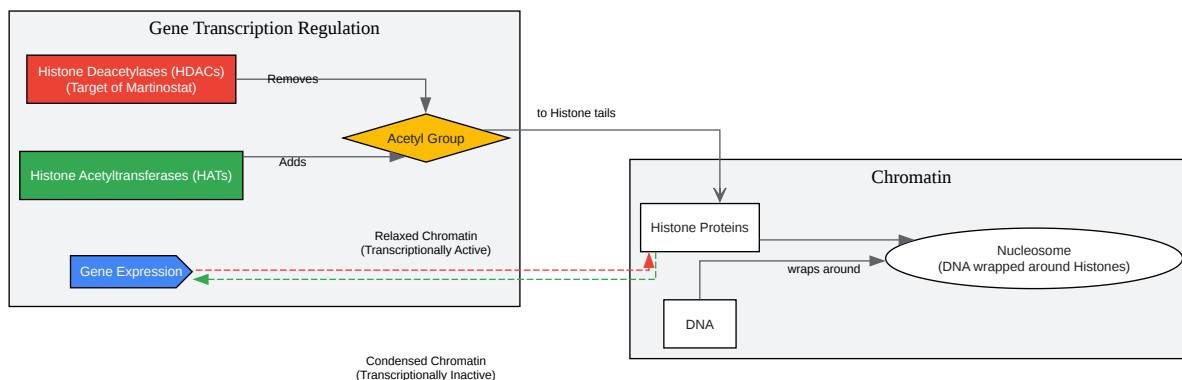 Gene Transcription Regulation
Histone Deacetylases (HDACs)
(Target of Martinostat)
Removes
Acetyl Group
to Histone tails
Histone Acetyltransferases (HATs)
Adds
Chromatin
Histone Proteins
Relaxed Chromatin
(Transcriptionally Active)
Nucleosome
(DNA wrapped around Histones)
Gene Expression
wraps around
DNA
Condensed Chromatin
(Transcriptionally Inactive)